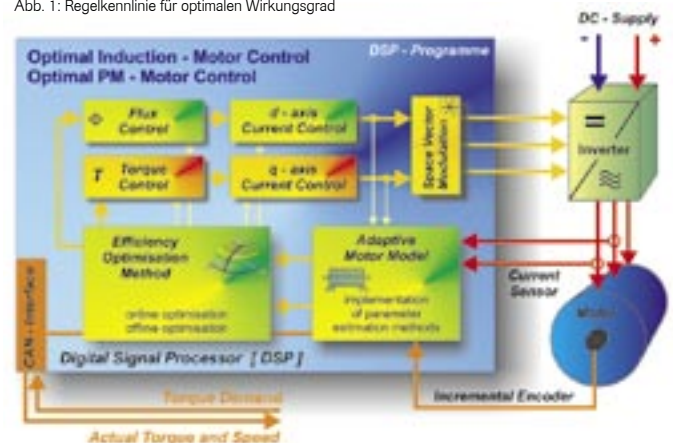 Abb. 1: Regelkennlinie für optimalen Wirkungsgrad
DC - Supply
- +
Optimal Induction - Motor Control
Optimal PM - Motor Control
DSP - Programme
Φ Flux
Control
d - axis
Current Control
T Torque
Control
q - axis
Current Control
Space Vector
Modulation
=
Inverter
Efficiency
Optimisation
Method
online optimisation
offline optimisation
Adaptive
Motor Model
implementation
of parameter
estimation methods
Current
Sensor
Motor
CAN - Interface
Digital Signal Processor [ DSP ]
Torque Demand
Incremental Encoder
Actual Torque and Speed